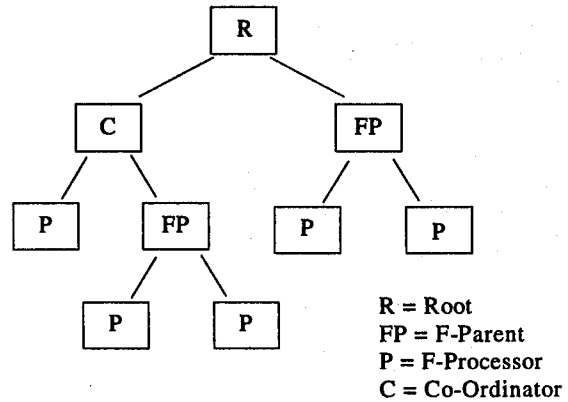 R
C
FP
P
FP
P
P
P
P
R = Root
FP = F-Parent
P = F-Processor
C = Co-Ordinator